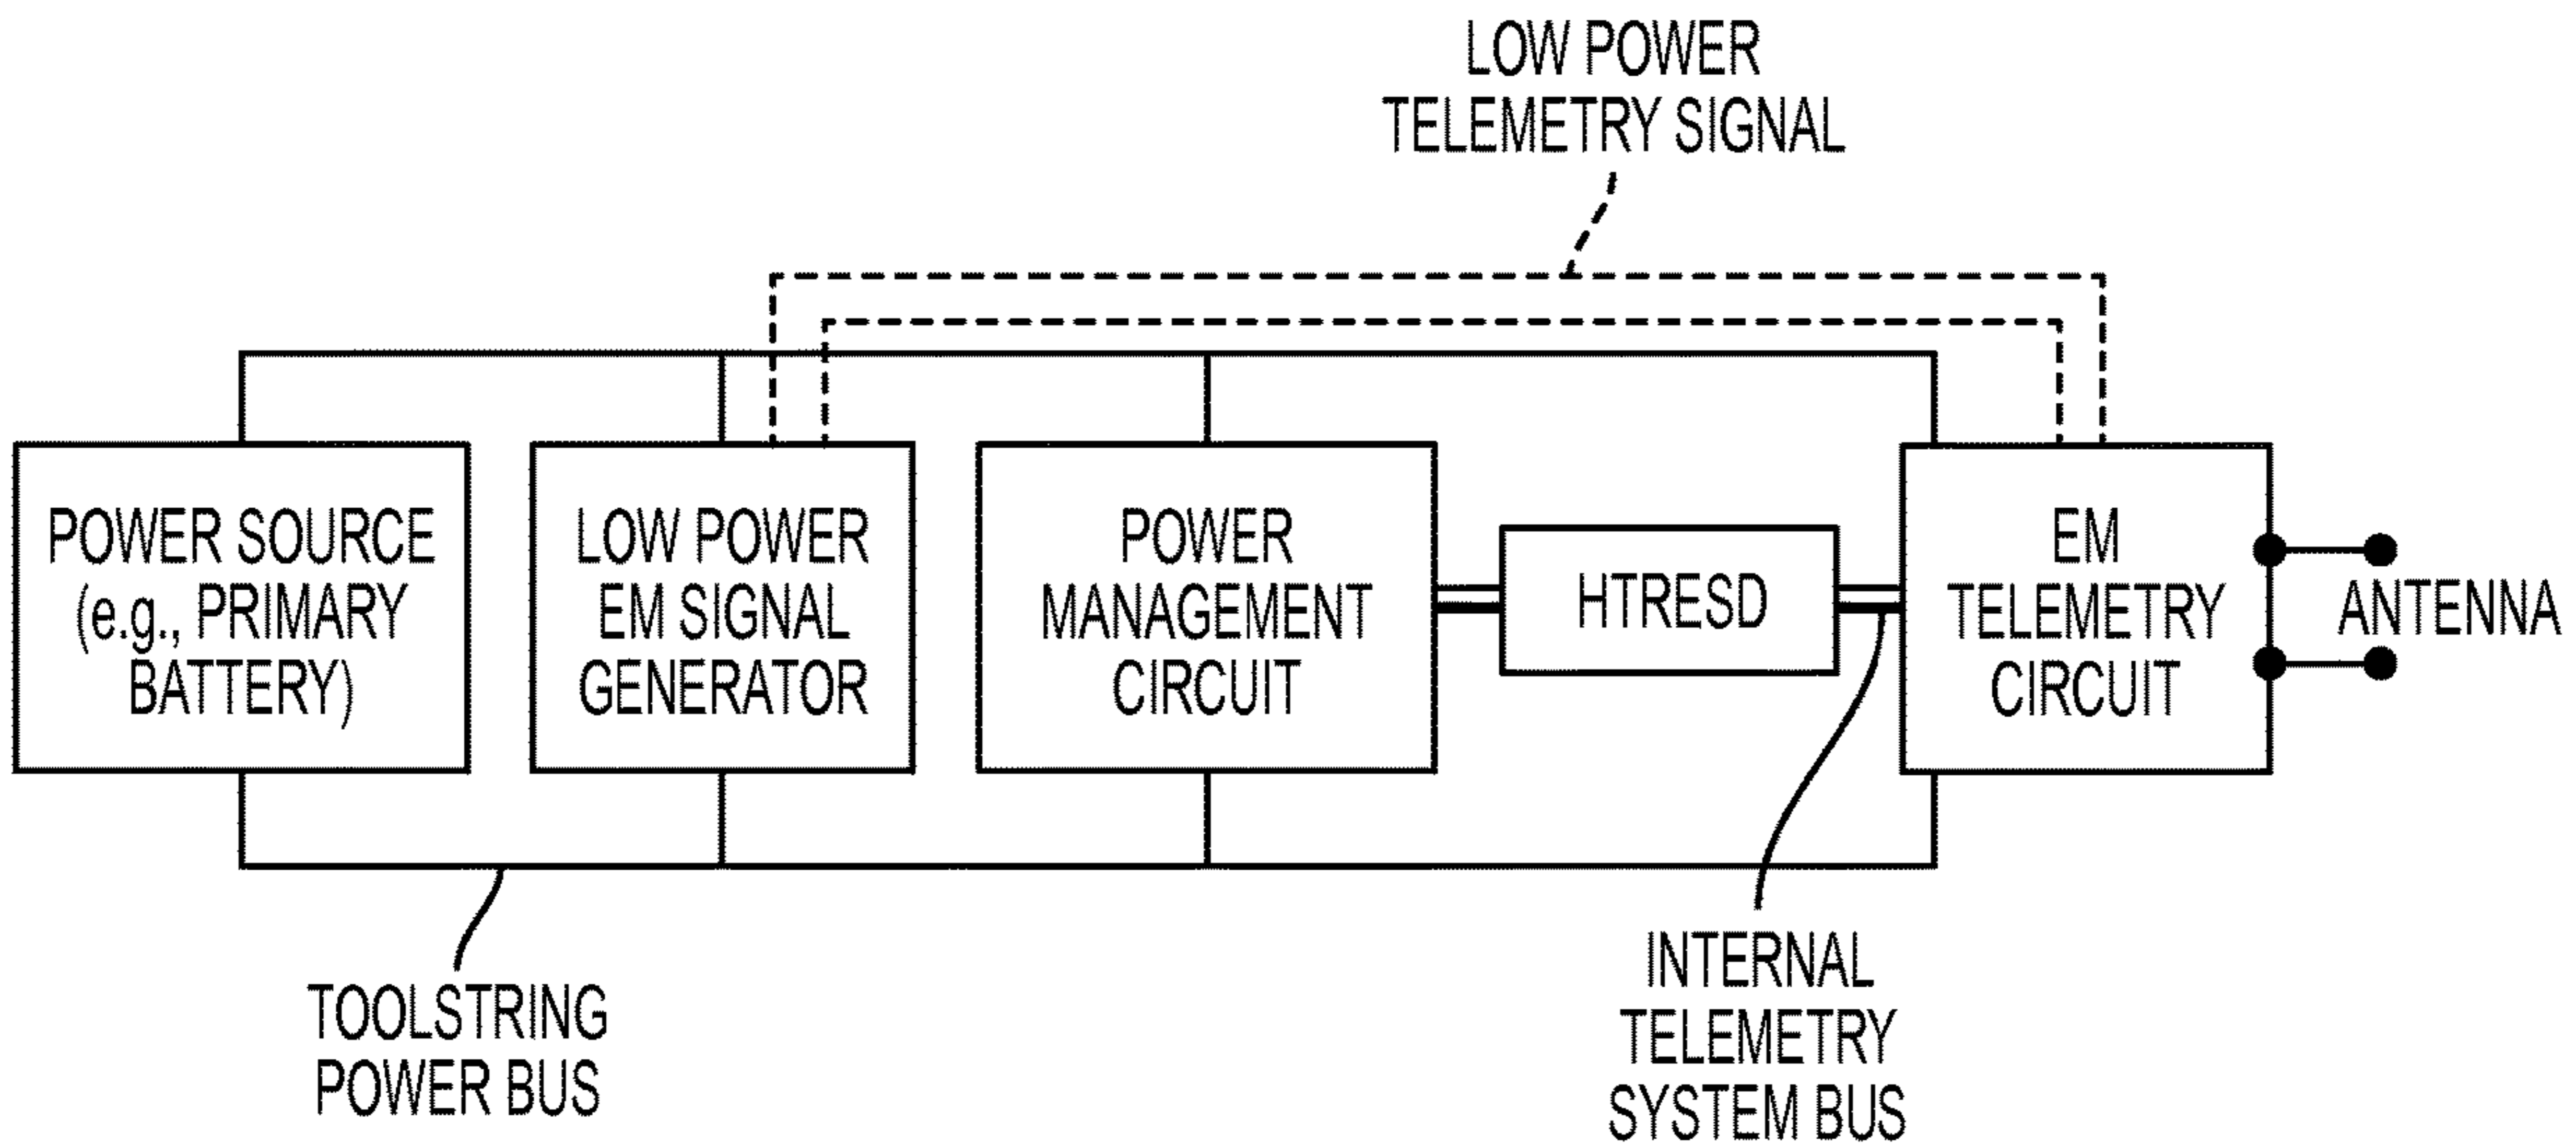 LOW POWER
TELEMETRY SIGNAL
POWER SOURCE
(e.g., PRIMARY
BATTERY)
LOW POWER
EM SIGNAL
GENERATOR
POWER
MANAGEMENT
CIRCUIT
HTRESD
EM
TELEMETRY
CIRCUIT
ANTENNA
TOOLSTRING
POWER BUS
INTERNAL
TELEMETRY
SYSTEM BUS